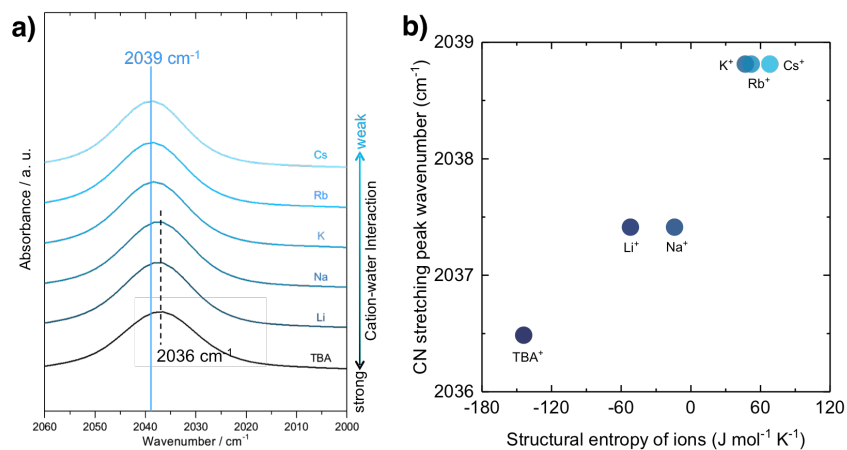 a)
2039 cm-1
Absorbance / a. u.
Cs
Rb
K
Na
Li
TBA
2036 cm-1
weak
Cation-water Interaction
strong
2060
2050
2040
2030
2020
2010
2000
Wavenumber / cm-1
b)
CN stretching peak wavenumber (cm-1)
2039
2038
2037
2036
K+
Rb+
Cs+
Li+
Na+
TBA+
-180
-120
-60
0
60
120
Structural entropy of ions (J mol-1 K-1)